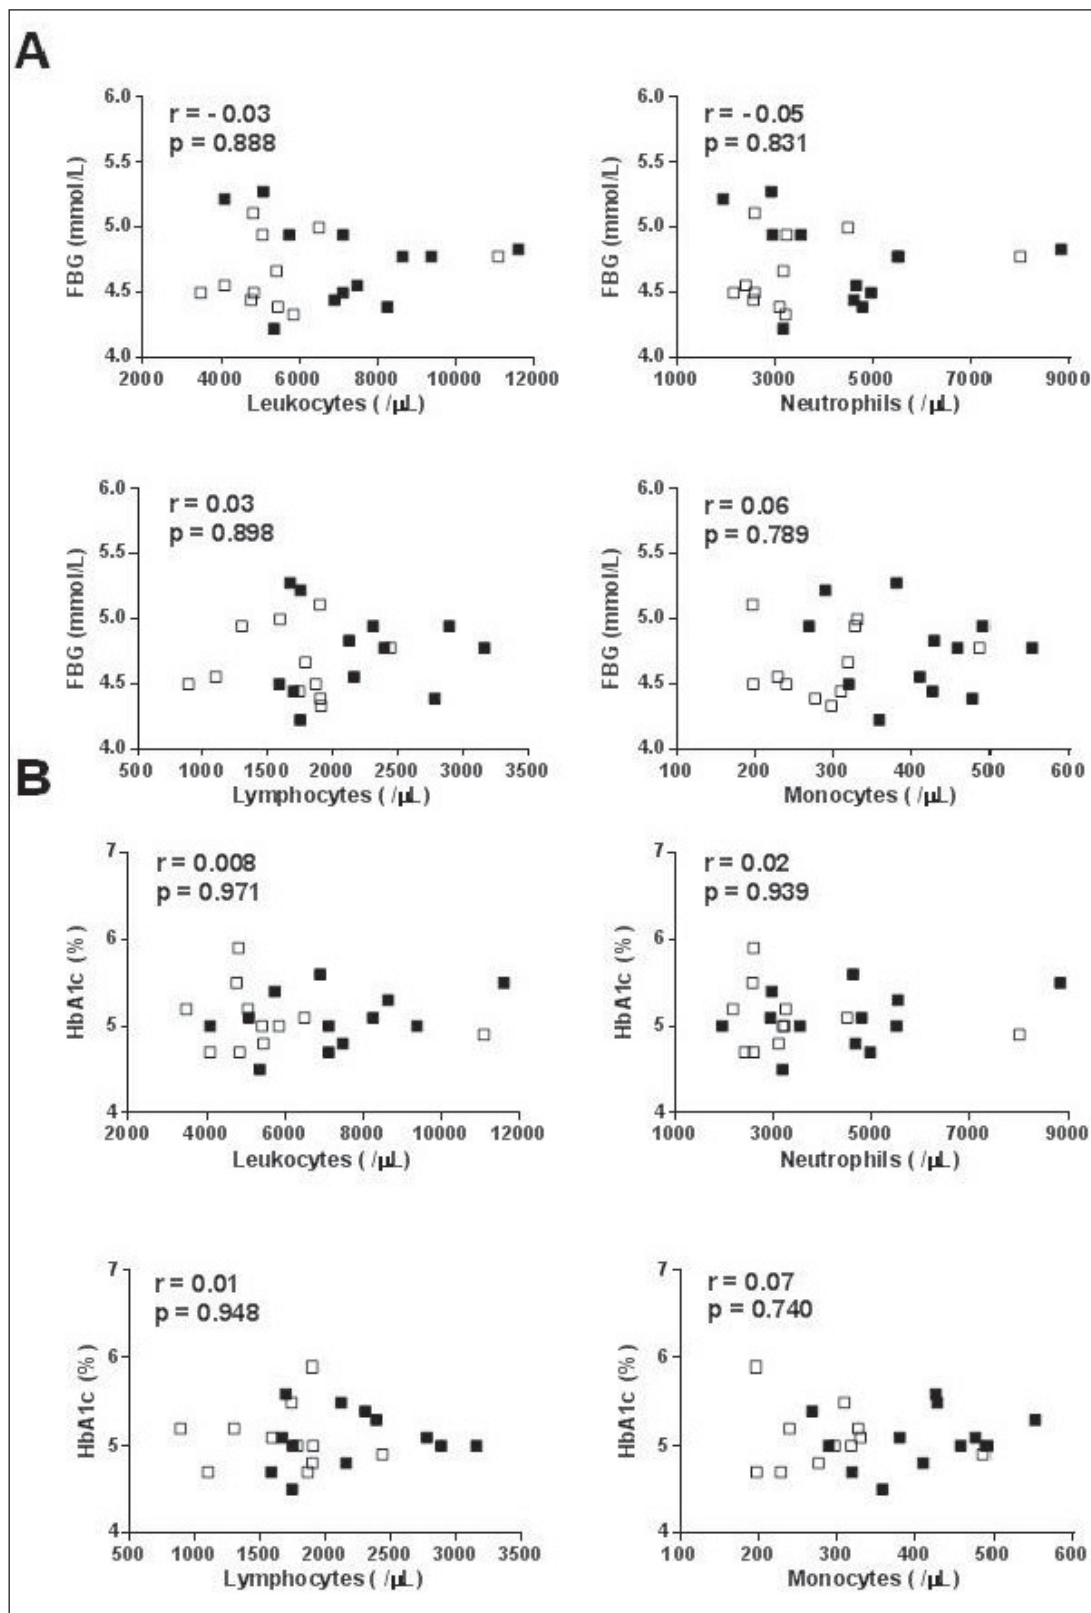 A
r = - 0.03
p = 0.888
FBG (mmol/L)
6.0
5.5
5.0
4.5
4.0
2000 4000 6000 8000 10000 12000
Leukocytes ( /μL)
r = - 0.05
p = 0.831
FBG (mmol/L)
6.0
5.5
5.0
4.5
4.0
1000 3000 5000 7000 9000
Neutrophils ( /μL)
r = 0.03
p = 0.898
FBG (mmol/L)
6.0
5.5
5.0
4.5
4.0
500 1000 1500 2000 2500 3000 3500
Lymphocytes ( /μL)
r = 0.06
p = 0.789
FBG (mmol/L)
6.0
5.5
5.0
4.5
4.0
100 200 300 400 500 600
Monocytes ( /μL)
B
r = 0.008
p = 0.971
HbA1c (%)
7
6
5
4
2000 4000 6000 8000 10000 12000
Leukocytes ( /μL)
r = 0.02
p = 0.939
HbA1c (%)
7
6
5
4
1000 3000 5000 7000 9000
Neutrophils ( /μL)
r = 0.01
p = 0.948
HbA1c (%)
7
6
5
4
500 1000 1500 2000 2500 3000 3500
Lymphocytes ( /μL)
r = 0.07
p = 0.740
HbA1c (%)
7
6
5
4
100 200 300 400 500 600
Monocytes ( /μL)